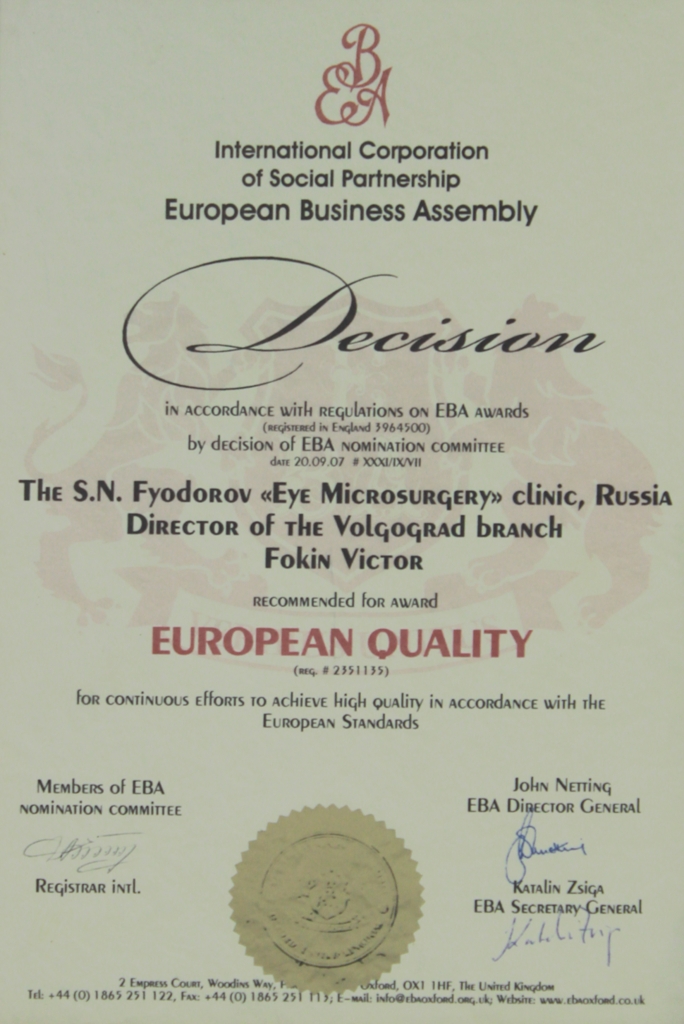 EBA
International Corporation
of Social Partnership
European Business Assembly
Decision
in accordance with regulations on EBA awards
(registered in England 3964500)
by decision of EBA nomination committee
date 20.09.07 # XXXI/IX/VII
The S.N. Fyodorov «Eye Microsurgery» clinic, Russia
Director of the Volgograd branch
Fokin Victor
recommended for award
EUROPEAN QUALITY
(reg. # 2351135)
for continuous efforts to achieve high quality in accordance with the
European Standards
Members of EBA
nomination committee
Registrar intl.
John Netting
EBA Director General
Katalin Zsiga
EBA Secretary General
2 Empress Court, Woodins Way, Oxford, OX1 1HF, The United Kingdom
Tel: +44 (0) 1865 251 122, Fax: +44 (0) 1865 251 113; E-mail: info@ebaoxford.org.uk; Website: www.ebaoxford.co.uk